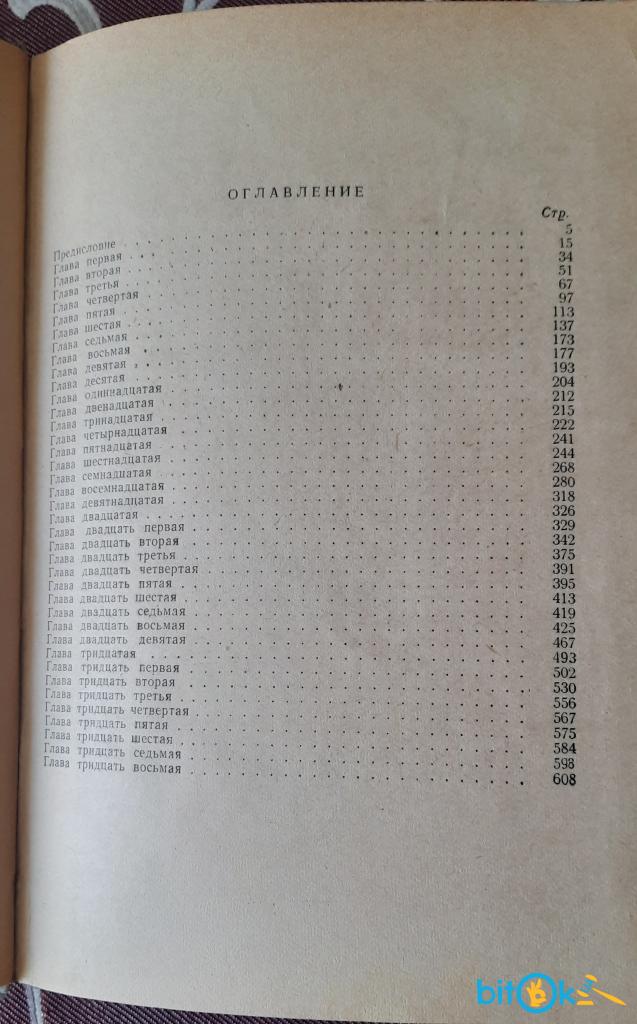 ОГЛАВЛЕНИЕ
Стр.
Предисловие 5
Глава первая 15
Глава вторая 34
Глава третья 51
Глава четвертая 67
Глава пятая 97
Глава шестая 113
Глава седьмая 137
Глава восьмая 173
Глава девятая 177
Глава десятая 193
Глава одиннадцатая 204
Глава двенадцатая 212
Глава тринадцатая 215
Глава четырнадцатая 222
Глава пятнадцатая 241
Глава шестнадцатая 244
Глава семнадцатая 268
Глава восемнадцатая 280
Глава девятнадцатая 318
Глава двадцатая 326
Глава двадцать первая 329
Глава двадцать вторая 342
Глава двадцать третья 375
Глава двадцать четвертая 391
Глава двадцать пятая 395
Глава двадцать шестая 413
Глава двадцать седьмая 419
Глава двадцать восьмая 425
Глава двадцать девятая 467
Глава тридцатая 493
Глава тридцать первая 502
Глава тридцать вторая 530
Глава тридцать третья 556
Глава тридцать четвертая 567
Глава тридцать пятая 575
Глава тридцать шестая 584
Глава тридцать седьмая 598
Глава тридцать восьмая 608
bitOk